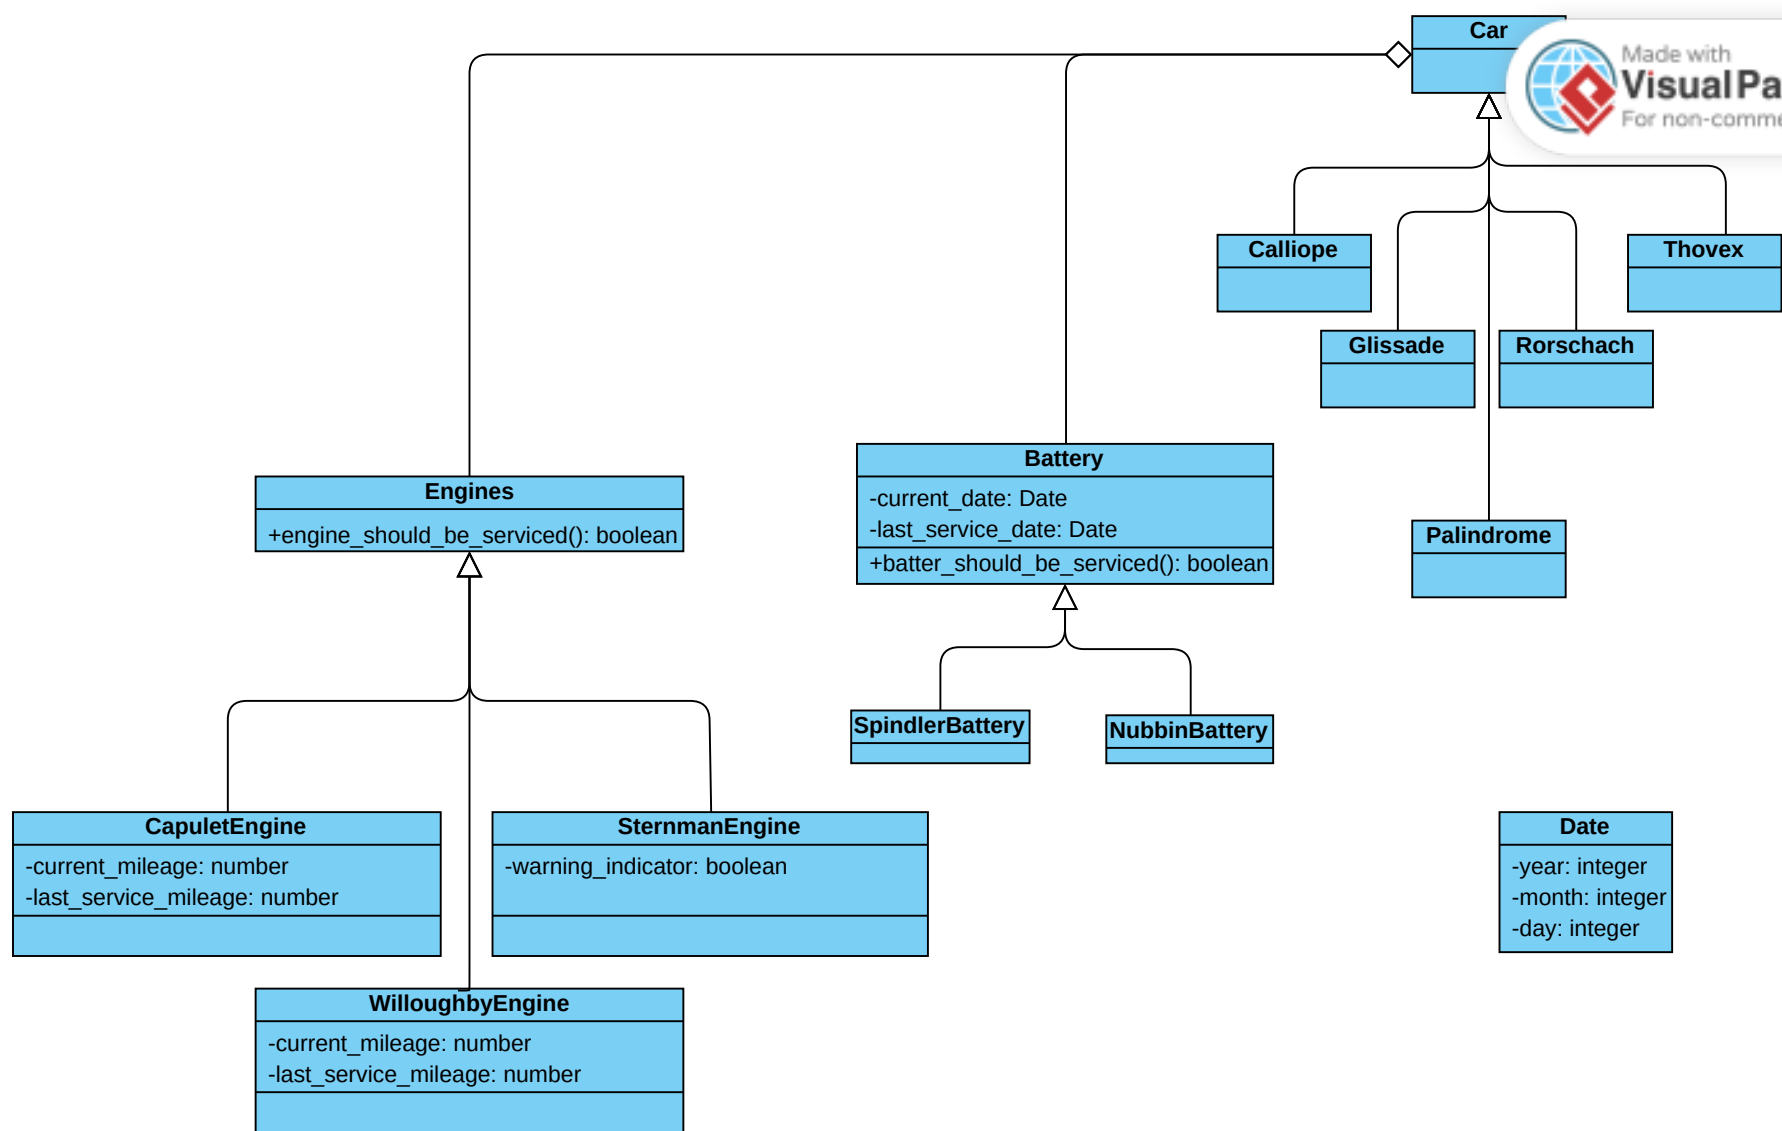 Car
Made with
Visual Pa
For non-comme
Calliope
Thovex
Glissade
Rorschach
Battery
-current_date: Date
-last_service_date: Date
+batter_should_be_serviced(): boolean
Engines
+engine_should_be_serviced(): boolean
Palindrome
SpindlerBattery
NubbinBattery
CapuletEngine
-current_mileage: number
-last_service_mileage: number
SternmanEngine
-warning_indicator: boolean
Date
-year: integer
-month: integer
-day: integer
WilloughbyEngine
-current_mileage: number
-last_service_mileage: number